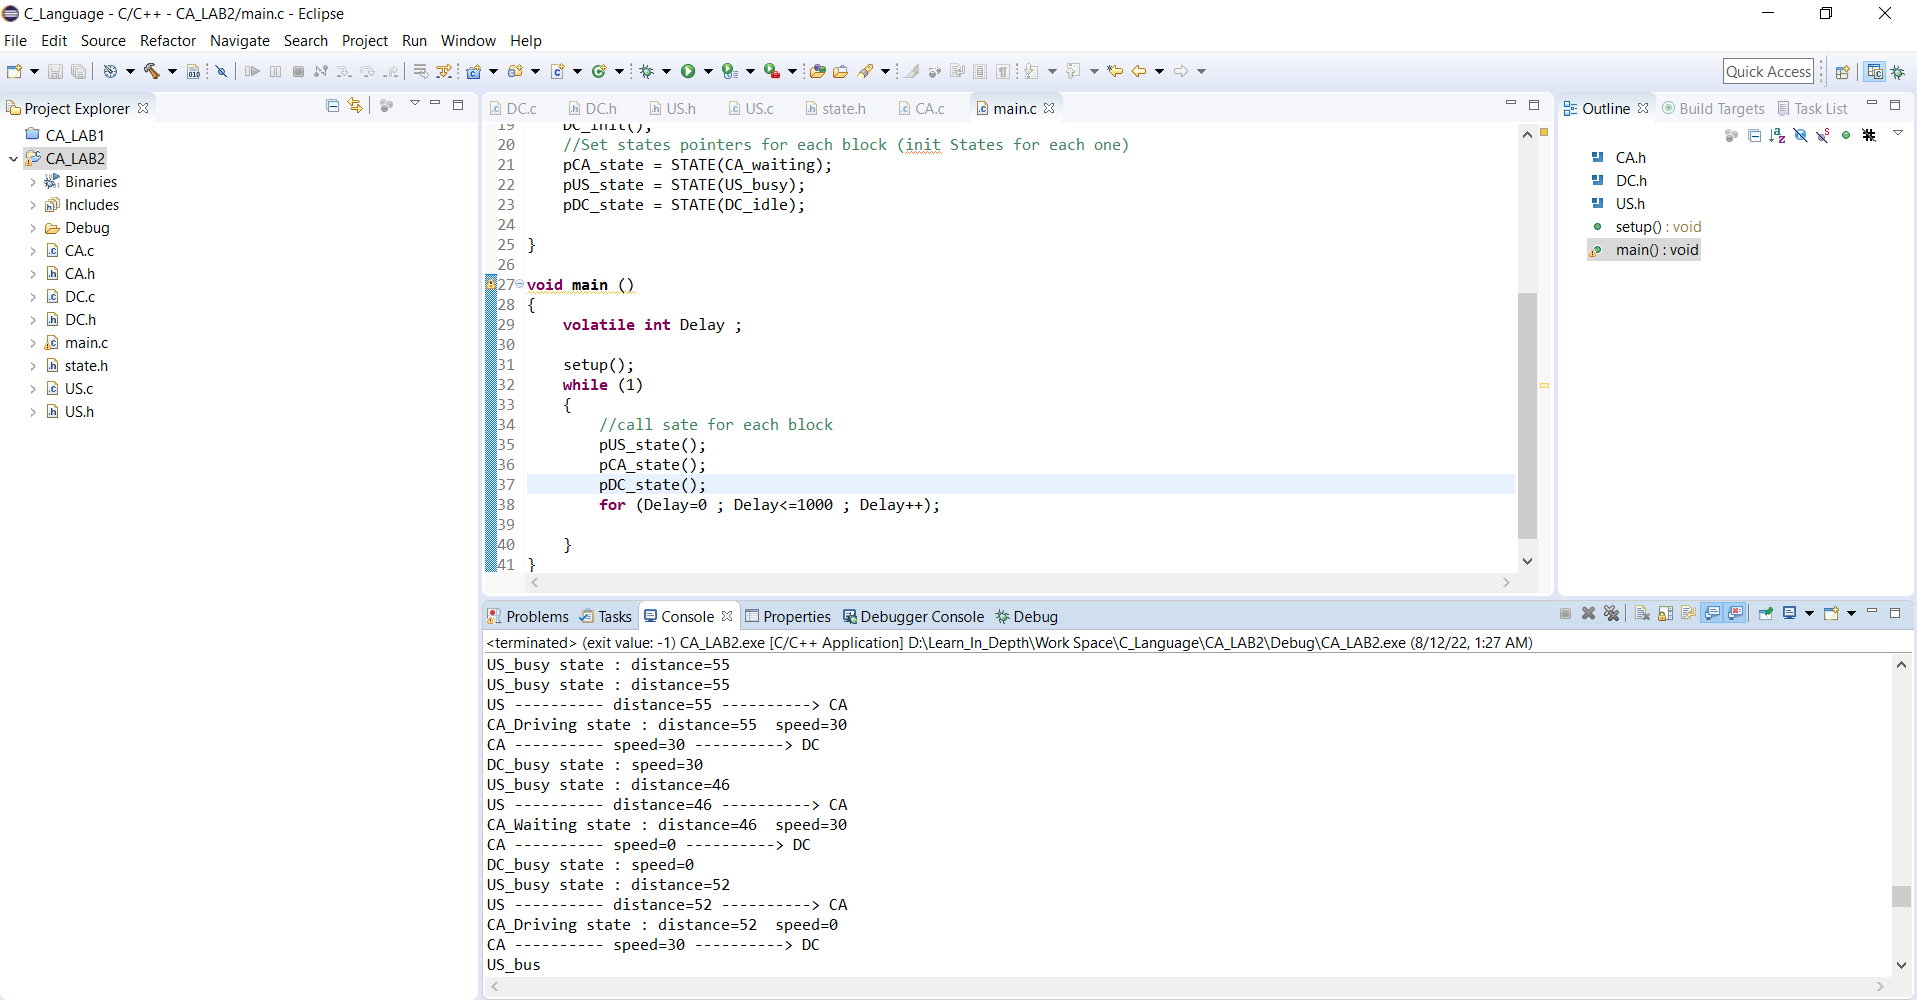 C_Language - C/C++ - CA_LAB2/main.c - Eclipse
File Edit Source Refactor Navigate Search Project Run Window Help
Quick Access
Project Explorer
CA_LAB1
CA_LAB2
Binaries
Includes
Debug
CA.c
CA.h
DC.c
DC.h
main.c
state.h
US.c
US.h
DC.c DC.h US.h US.c state.h CA.c main.c
19 DC_init();
20 //Set states pointers for each block (init States for each one)
21 pCA_state = STATE(CA_waiting);
22 pUS_state = STATE(US_busy);
23 pDC_state = STATE(DC_idle);
24
25 }
26
27 void main ()
28 {
29 volatile int Delay ;
30
31 setup();
32 while (1)
33 {
34 //call sate for each block
35 pUS_state();
36 pCA_state();
37 pDC_state();
38 for (Delay=0 ; Delay<=1000 ; Delay++);
39
40 }
41 }
Outline Build Targets Task List
CA.h
DC.h
US.h
setup() : void
main() : void
Problems Tasks Console Properties Debugger Console Debug
<terminated> (exit value: -1) CA_LAB2.exe [C/C++ Application] D:\Learn_In_Depth\Work Space\C_Language\CA_LAB2\Debug\CA_LAB2.exe (8/12/22, 1:27 AM)
US_busy state : distance=55
US_busy state : distance=55
US ---------- distance=55 ----------> CA
CA_Driving state : distance=55  speed=30
CA ---------- speed=30 ----------> DC
DC_busy state : speed=30
US_busy state : distance=46
US ---------- distance=46 ----------> CA
CA_Waiting state : distance=46  speed=30
CA ---------- speed=0 ----------> DC
DC_busy state : speed=0
US_busy state : distance=52
US ---------- distance=52 ----------> CA
CA_Driving state : distance=52  speed=0
CA ---------- speed=30 ----------> DC
US_bus